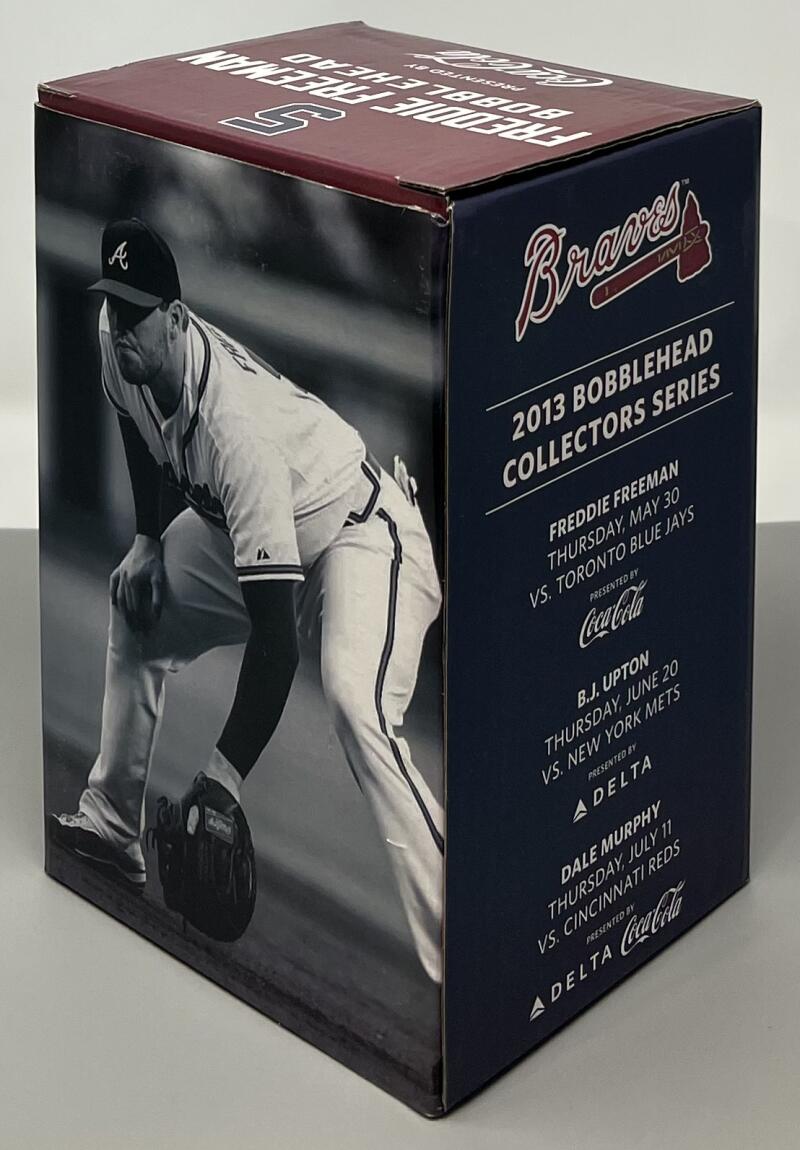 FREDDIE FREEMAN
BOBBLEHEAD
PRESENTED BY
Coca-Cola
5
A
Braves™
2013 BOBBLEHEAD
COLLECTORS SERIES
FREDDIE FREEMAN
THURSDAY, MAY 30
VS. TORONTO BLUE JAYS
PRESENTED BY
Coca-Cola
B.J. UPTON
THURSDAY, JUNE 20
VS. NEW YORK METS
PRESENTED BY
DELTA
DALE MURPHY
THURSDAY, JULY 11
VS. CINCINNATI REDS
PRESENTED BY
DELTA Coca-Cola